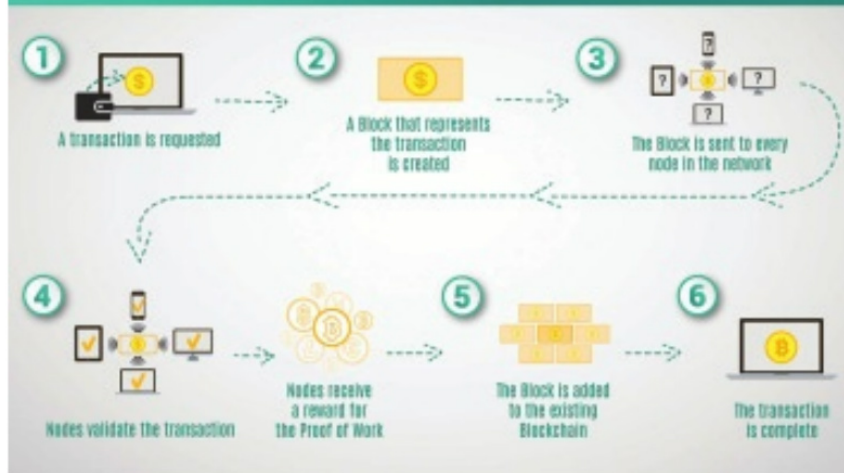 1
A transaction is requested
2
A Block that represents
the transaction
is created
3
The Block is sent to every
node in the network
4
Nodes validate the transaction
Nodes receive
a reward for
the Proof of Work
5
The Block is added
to the existing
Blockchain
6
The transaction
is complete